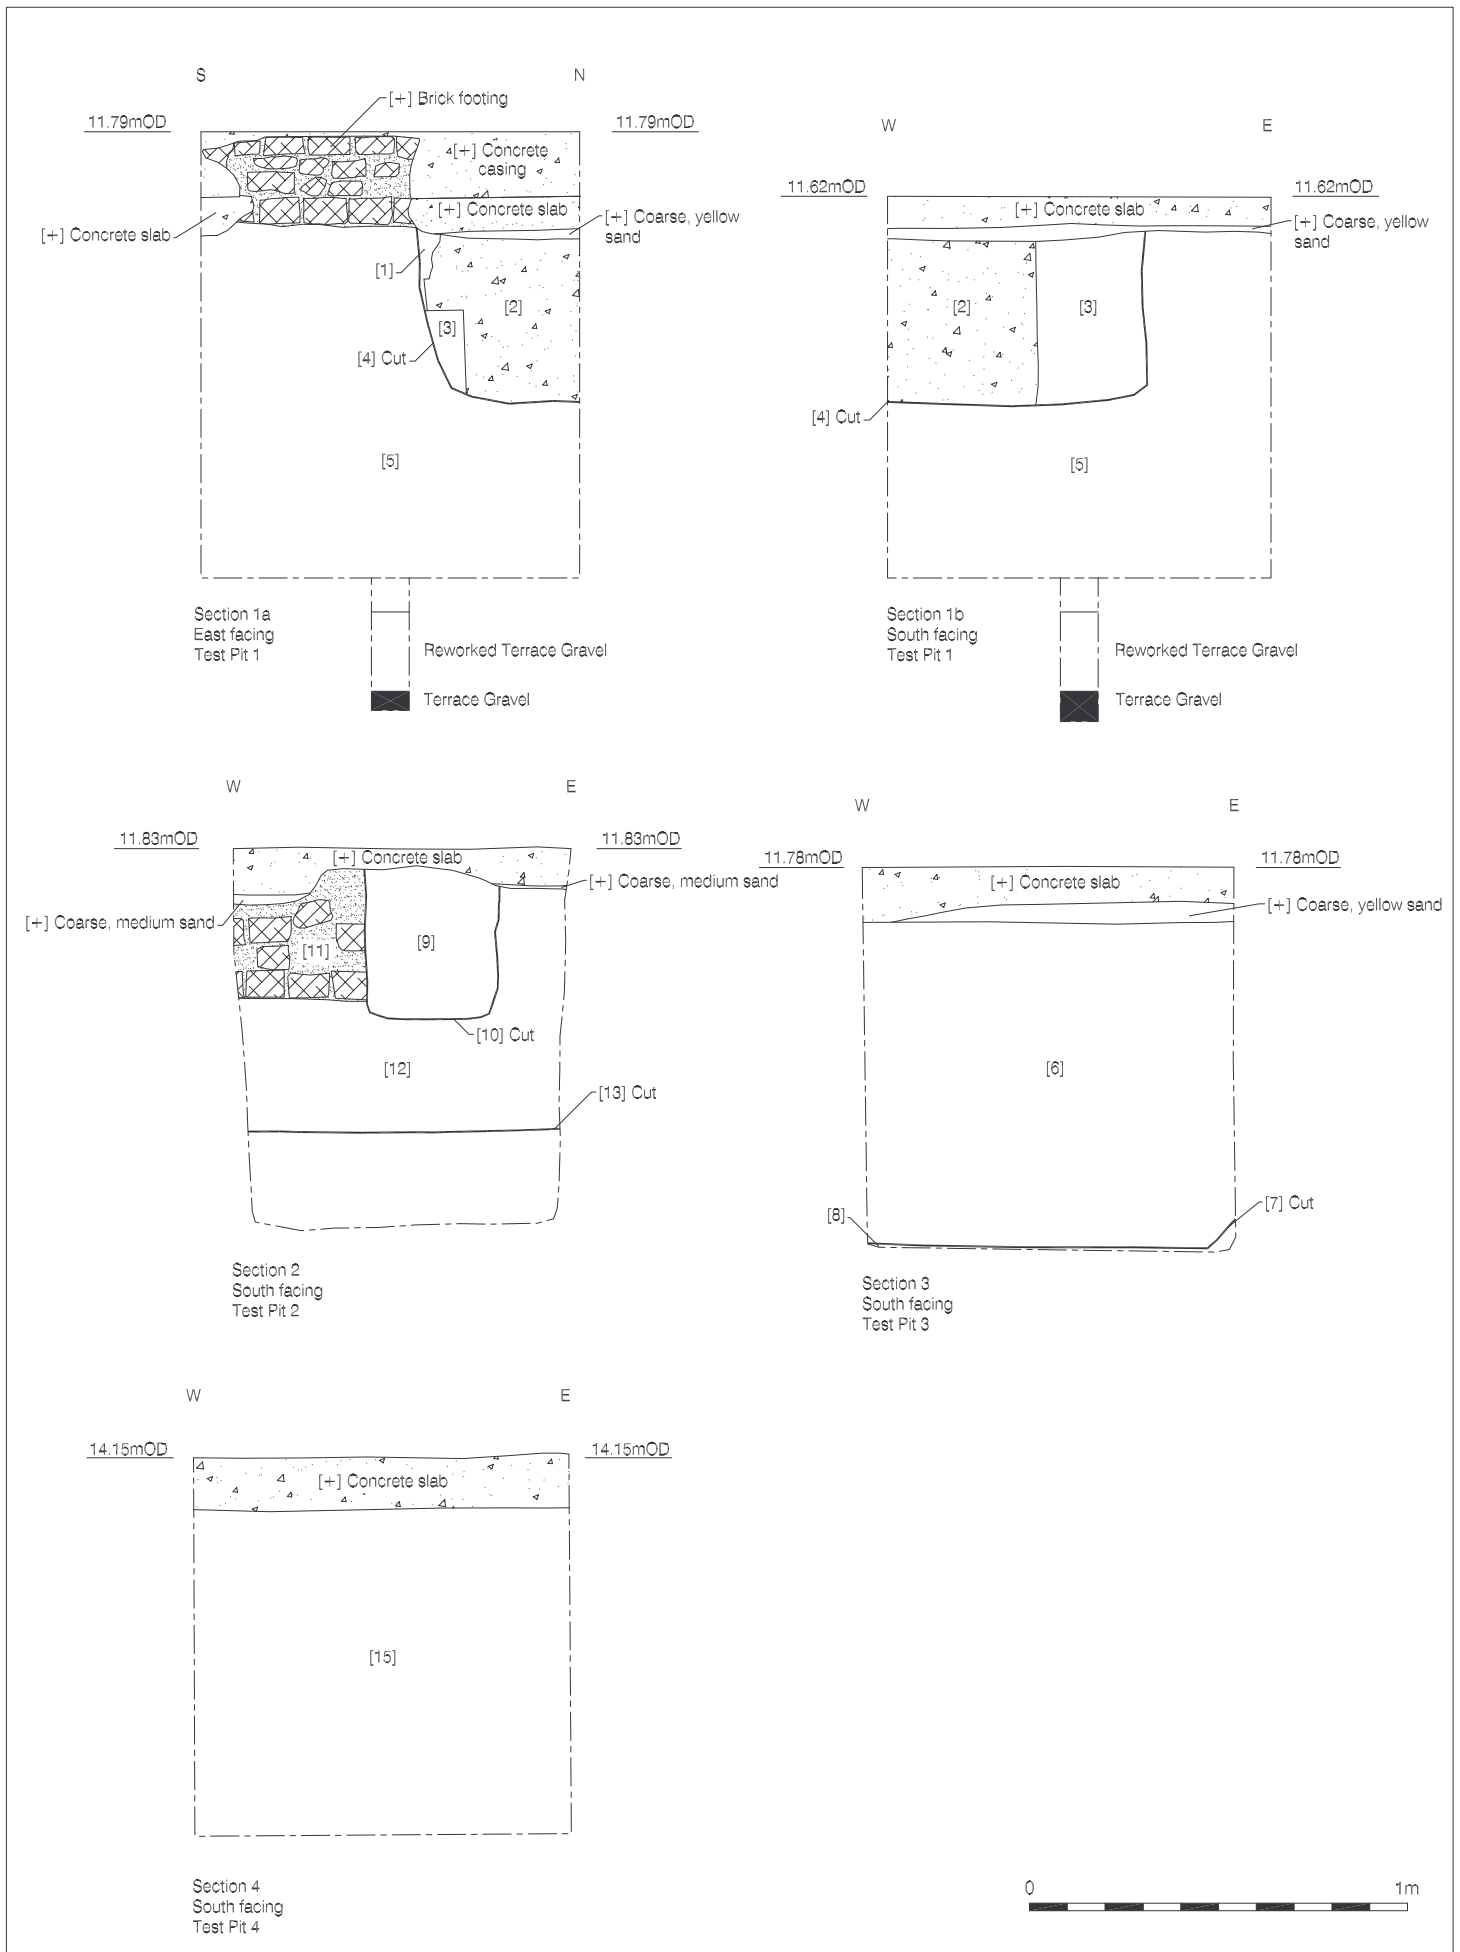 S
N
[+] Brick footing
11.79mOD
11.79mOD
[+] Concrete
casing
[+] Concrete slab
[+] Coarse, yellow
sand
[+] Concrete slab
[1]
[2]
[3]
[4] Cut
[5]
Section 1a
East facing
Test Pit 1
Reworked Terrace Gravel
Terrace Gravel
W
E
11.62mOD
11.62mOD
[+] Concrete slab
[+] Coarse, yellow
sand
[2]
[3]
[4] Cut
[5]
Section 1b
South facing
Test Pit 1
Reworked Terrace Gravel
Terrace Gravel
W
E
11.83mOD
11.83mOD
[+] Concrete slab
[+] Coarse, medium sand
[+] Coarse, medium sand
[9]
[11]
[10] Cut
[12]
[13] Cut
Section 2
South facing
Test Pit 2
W
E
11.78mOD
11.78mOD
[+] Concrete slab
[+] Coarse, yellow sand
[6]
[7] Cut
[8]
Section 3
South facing
Test Pit 3
W
E
14.15mOD
14.15mOD
[+] Concrete slab
[15]
Section 4
South facing
Test Pit 4
0
1m